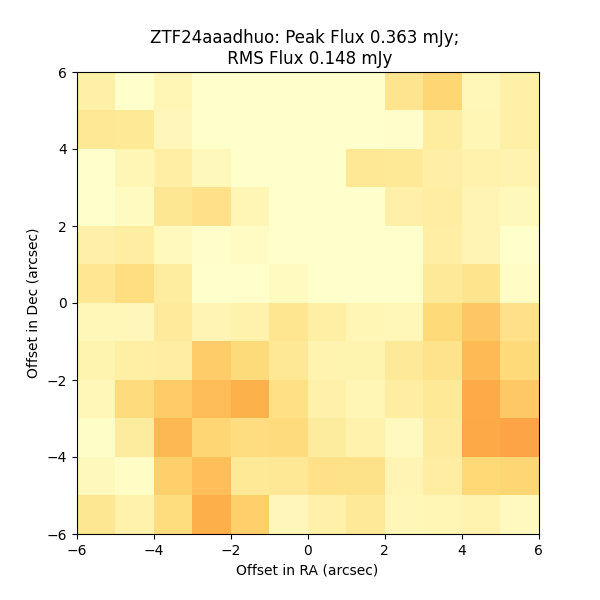 ZTF24aaadhuo: Peak Flux 0.363 mJy;
RMS Flux 0.148 mJy
6
4
2
0
−2
−4
−6
Offset in Dec (arcsec)
−6 −4 −2 0 2 4 6
Offset in RA (arcsec)